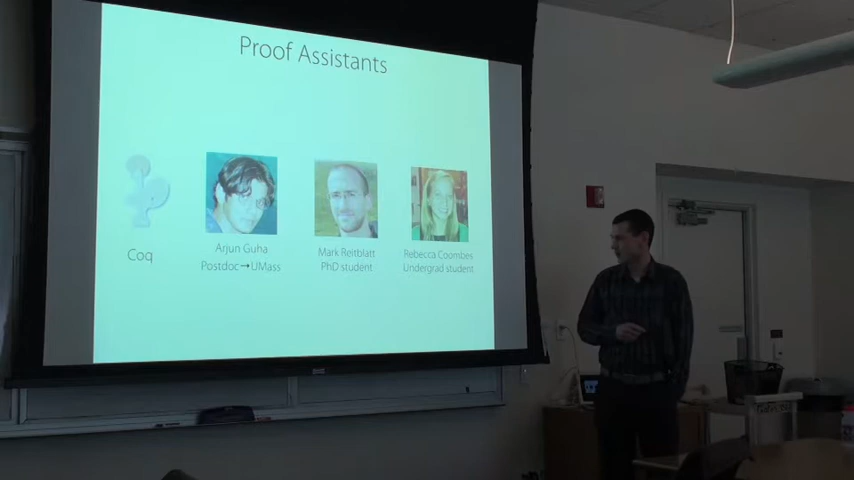 Proof Assistants
Coq
Arjun Guha
Postdoc→UMass
Mark Reitblatt
PhD student
Rebecca Coombes
Undergrad student